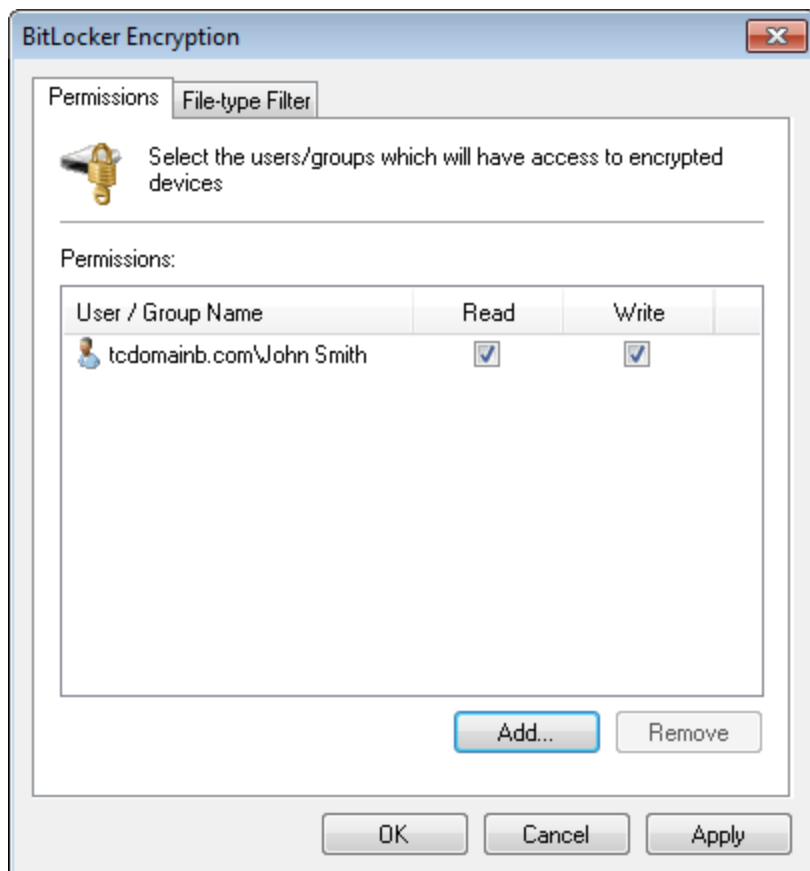 BitLocker Encryption
Permissions
File-type Filter
Select the users/groups which will have access to encrypted
devices
Permissions:
User / Group Name Read Write
tcdomainb.com\John Smith
Add... Remove
OK Cancel Apply